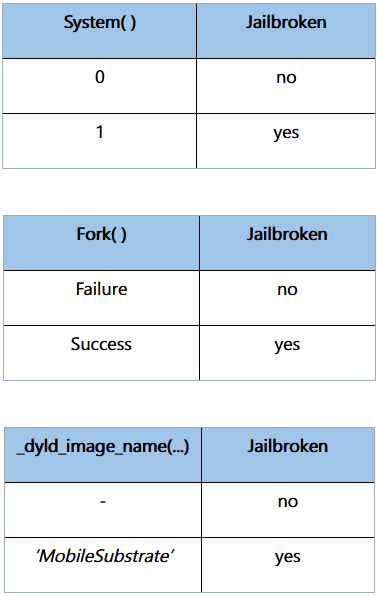 System( ) Jailbroken
0 no
1 yes
Fork( ) Jailbroken
Failure no
Success yes
_dyld_image_name(...) Jailbroken
- no
‘MobileSubstrate’ yes